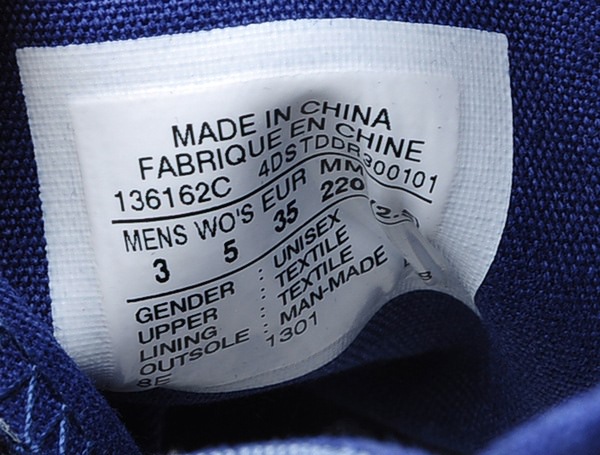 MADE IN CHINA
FABRIQUE EN CHINE
136162C 4DSTDDR300101
MENS WO'S EUR MM
3 5 35 220
GENDER : UNISEX
UPPER : TEXTILE
LINING : TEXTILE
OUTSOLE : MAN-MADE
8E 1301